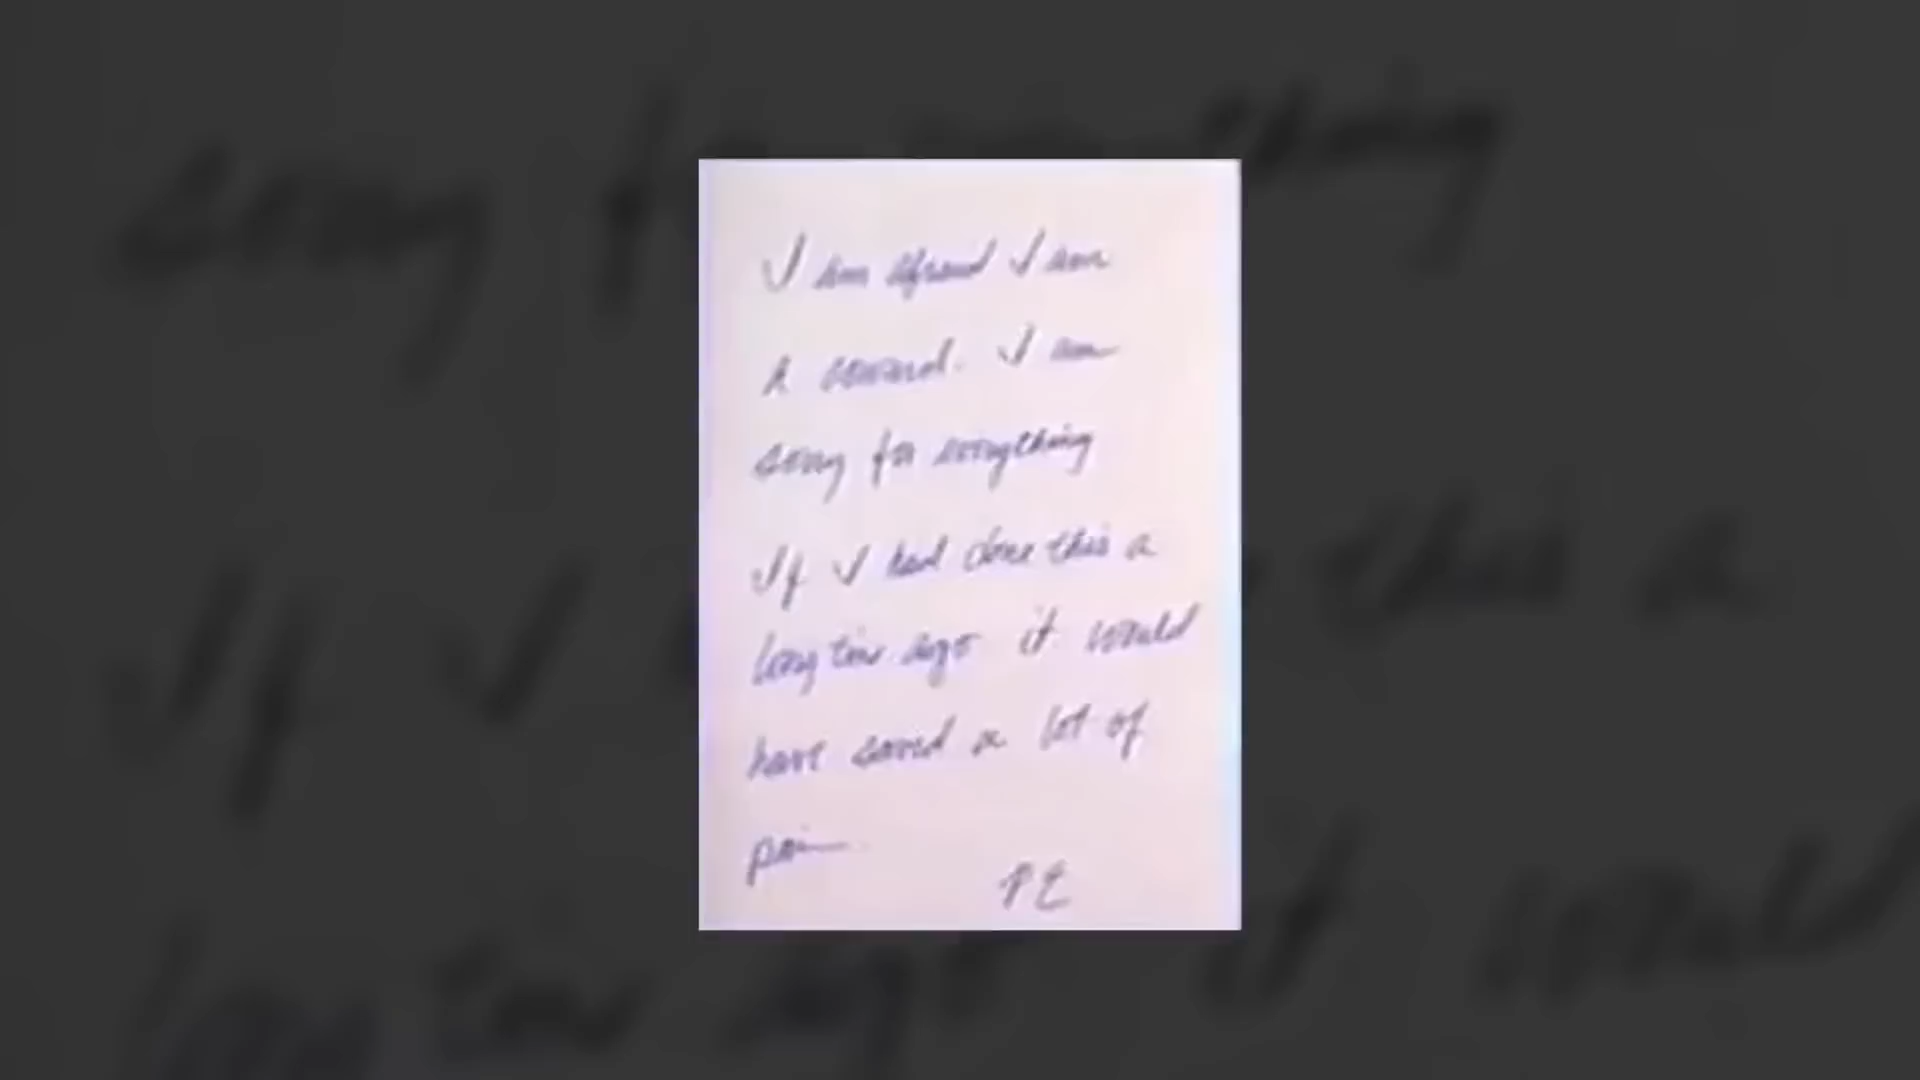 I am afraid I am
a coward. I am
sorry for everything
If I had done this a
long time ago it would
have saved a lot of
pain.
P E